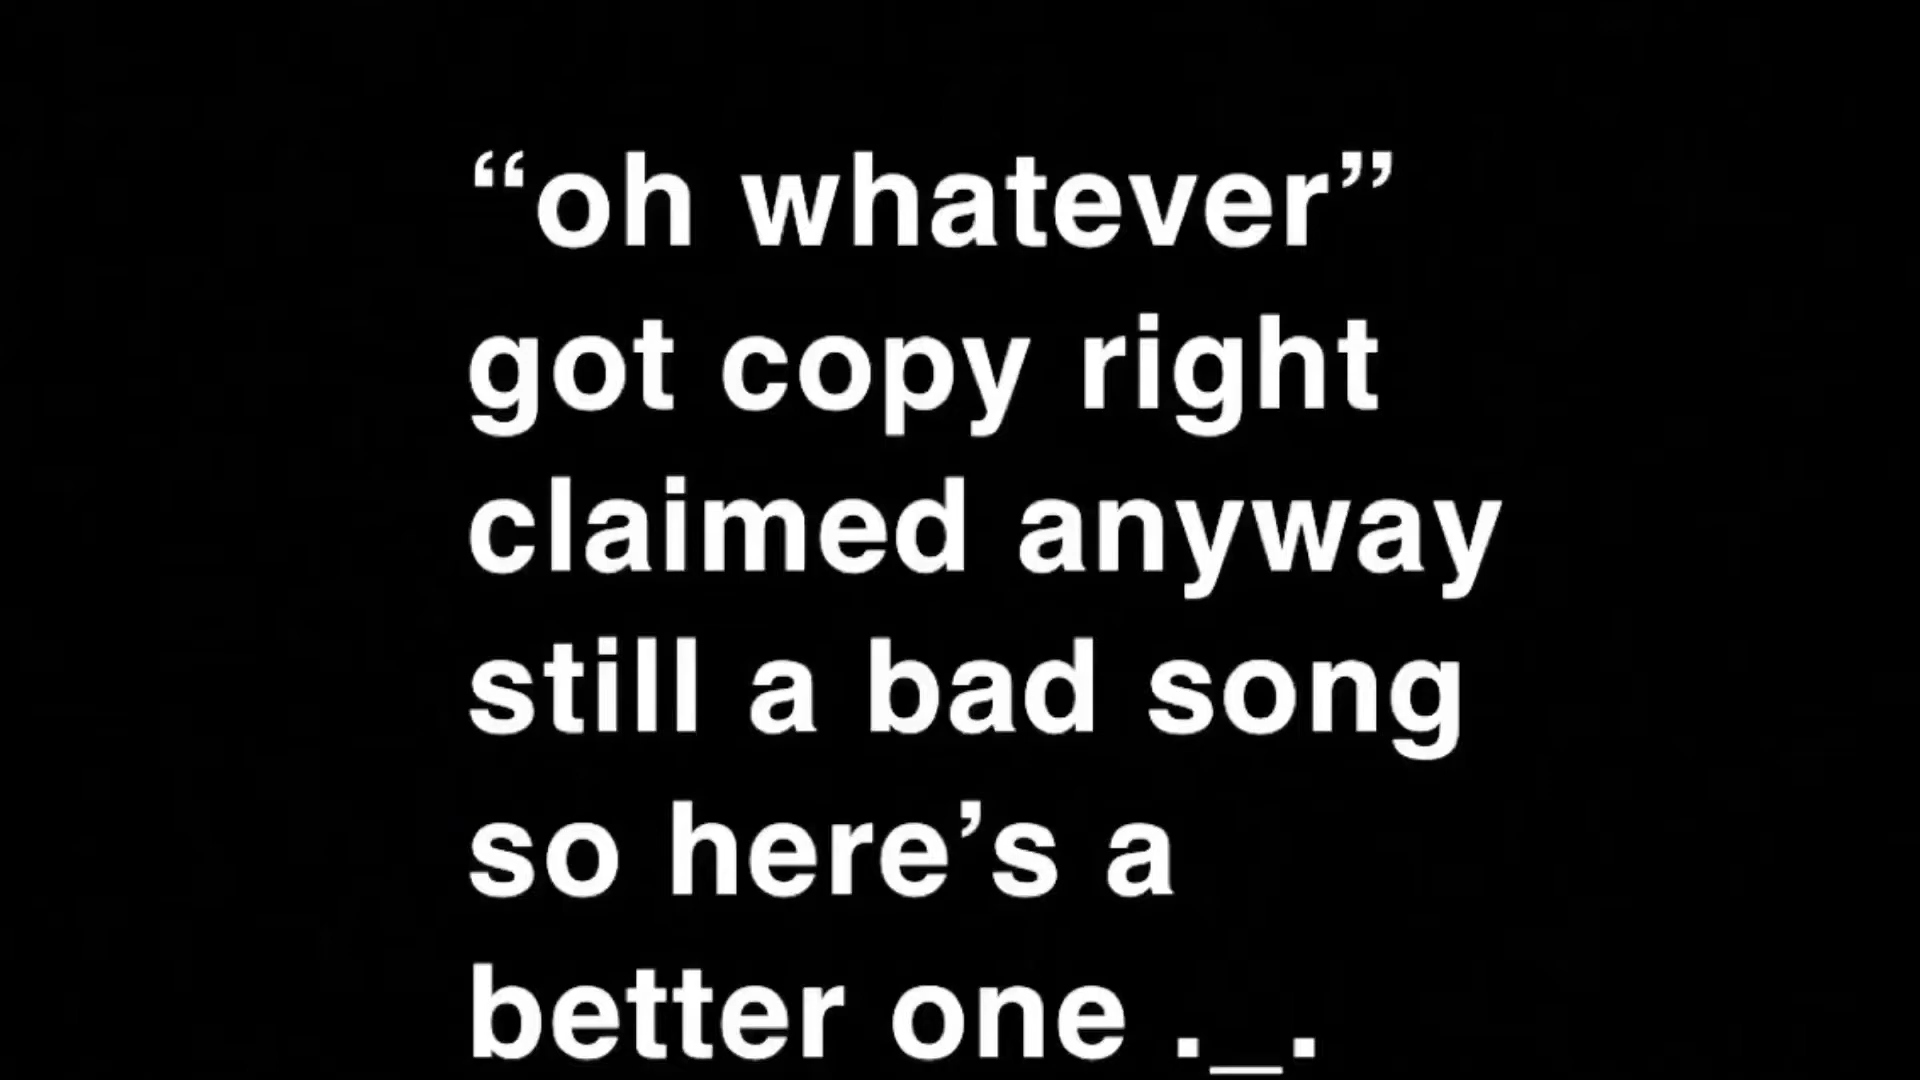 “oh whatever”
got copy right
claimed anyway
still a bad song
so here’s a
better one ._.